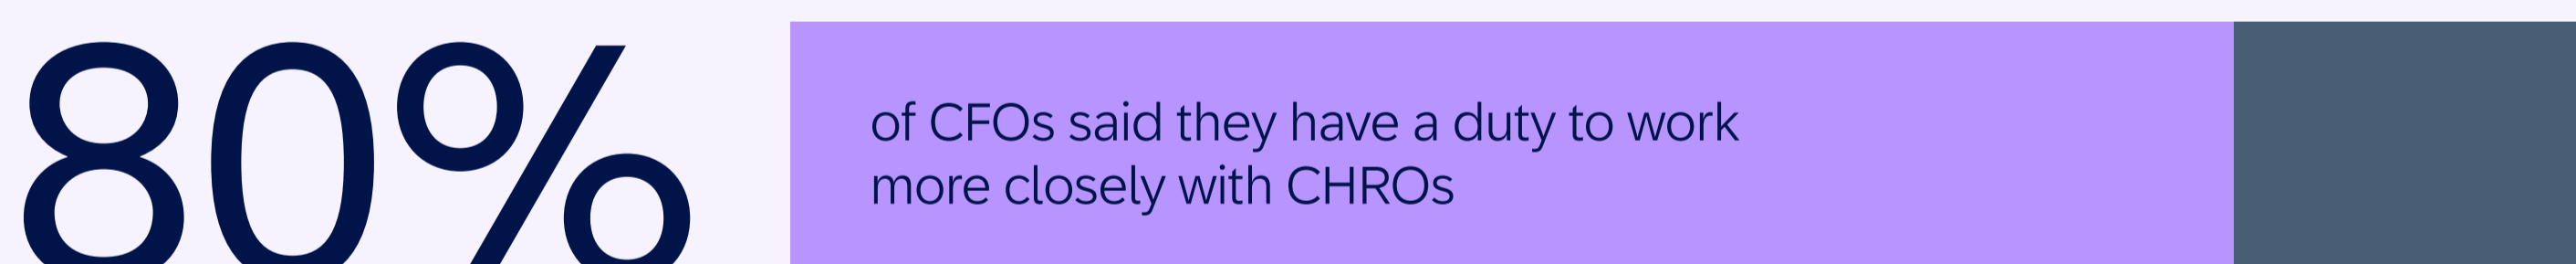 80%
of CFOs said they have a duty to work
more closely with CHROs